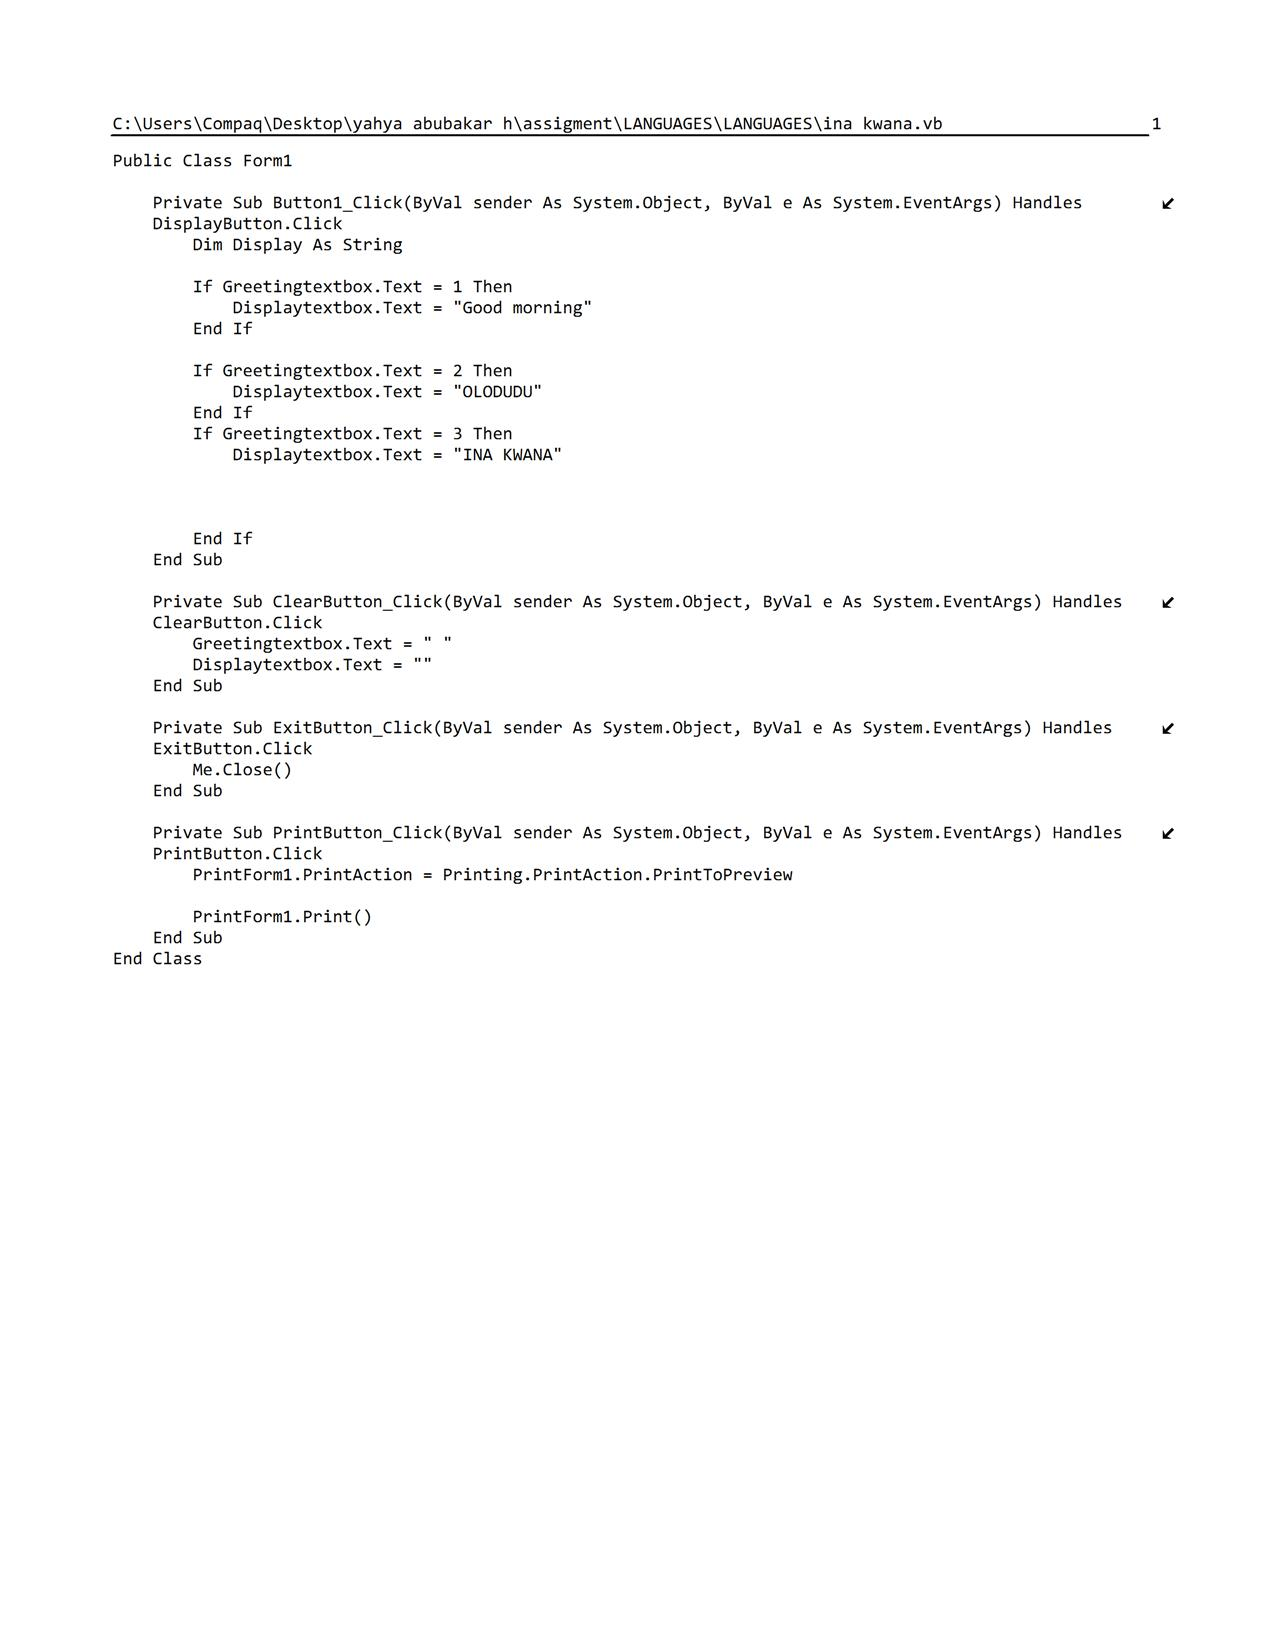 C:\Users\Compaq\Desktop\yahya abubakar h\assigment\LANGUAGES\LANGUAGES\ina kwana.vb 1
Public Class Form1
Private Sub Button1_Click(ByVal sender As System.Object, ByVal e As System.EventArgs) Handles
DisplayButton.Click
Dim Display As String
If Greetingtextbox.Text = 1 Then
Displaytextbox.Text = "Good morning"
End If
If Greetingtextbox.Text = 2 Then
Displaytextbox.Text = "OLODUDU"
End If
If Greetingtextbox.Text = 3 Then
Displaytextbox.Text = "INA KWANA"
End If
End Sub
Private Sub ClearButton_Click(ByVal sender As System.Object, ByVal e As System.EventArgs) Handles
ClearButton.Click
Greetingtextbox.Text = " "
Displaytextbox.Text = ""
End Sub
Private Sub ExitButton_Click(ByVal sender As System.Object, ByVal e As System.EventArgs) Handles
ExitButton.Click
Me.Close()
End Sub
Private Sub PrintButton_Click(ByVal sender As System.Object, ByVal e As System.EventArgs) Handles
PrintButton.Click
PrintForm1.PrintAction = Printing.PrintAction.PrintToPreview
PrintForm1.Print()
End Sub
End Class